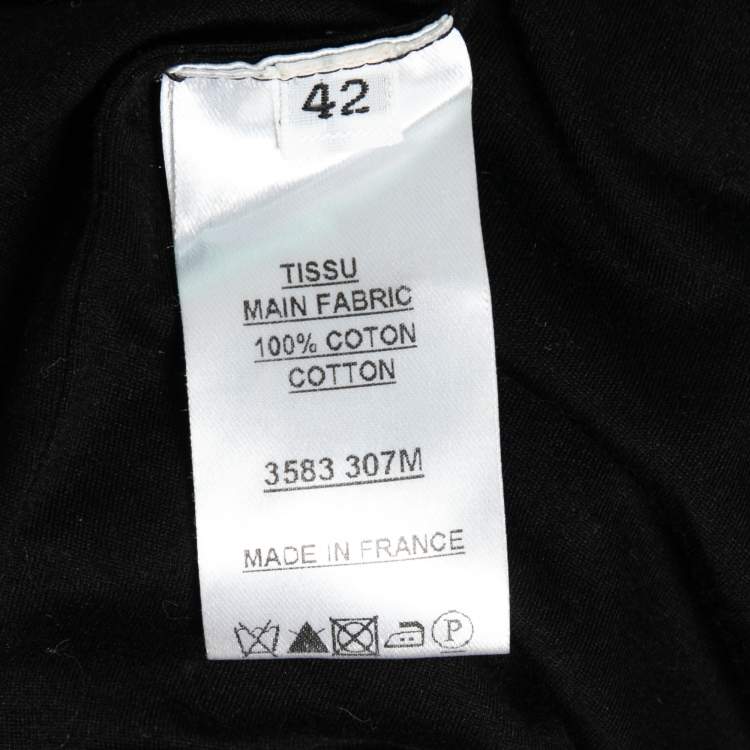 42
TISSU
MAIN FABRIC
100% COTON
COTTON
3583 307M
MADE IN FRANCE
P